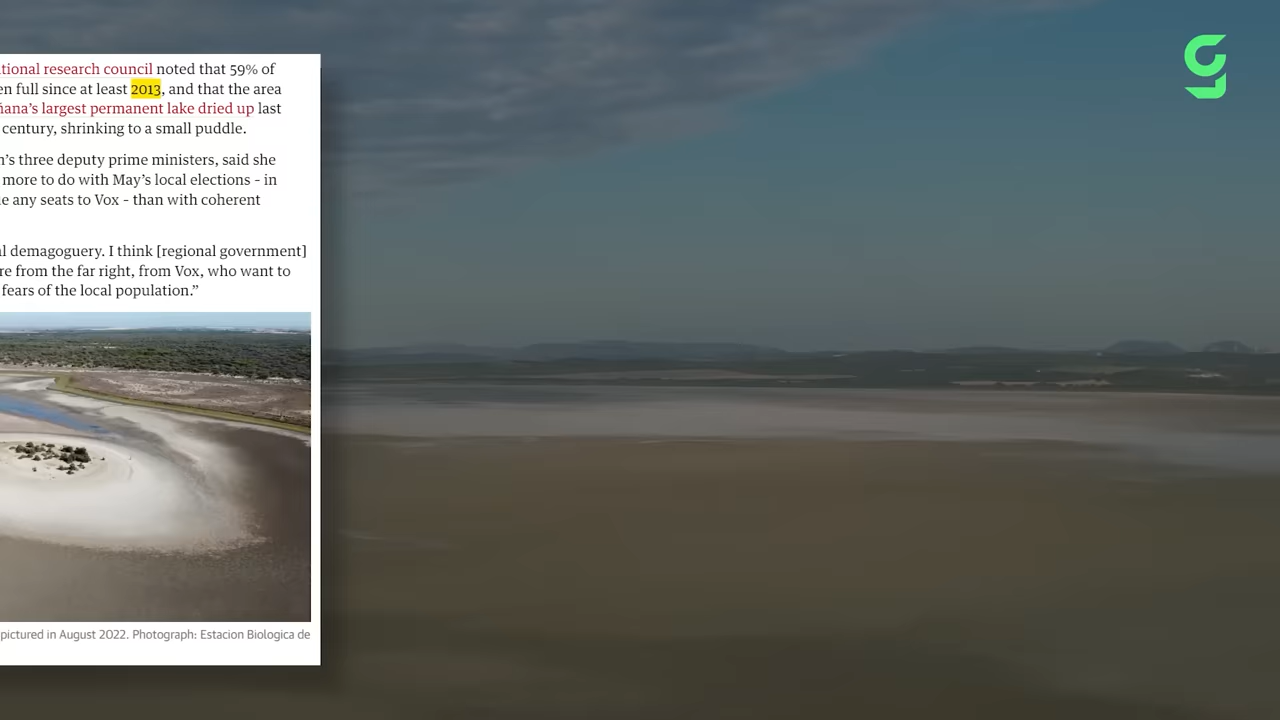 tional research council noted that 59% of
en full since at least 2013, and that the area
ñana’s largest permanent lake dried up last
century, shrinking to a small puddle.
n’s three deputy prime ministers, said she
more to do with May’s local elections – in
e any seats to Vox – than with coherent
l demagoguery. I think [regional government]
re from the far right, from Vox, who want to
fears of the local population.”
pictured in August 2022. Photograph: Estacion Biologica de